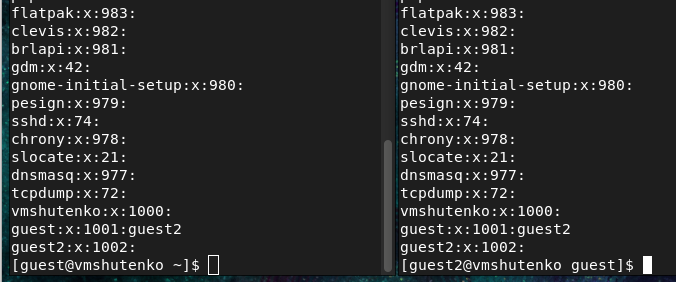 flatpak:x:983:
clevis:x:982:
brlapi:x:981:
gdm:x:42:
gnome-initial-setup:x:980:
pesign:x:979:
sshd:x:74:
chrony:x:978:
slocate:x:21:
dnsmasq:x:977:
tcpdump:x:72:
vmshutenko:x:1000:
guest:x:1001:guest2
guest2:x:1002:
[guest@vmshutenko ~]$
flatpak:x:983:
clevis:x:982:
brlapi:x:981:
gdm:x:42:
gnome-initial-setup:x:980:
pesign:x:979:
sshd:x:74:
chrony:x:978:
slocate:x:21:
dnsmasq:x:977:
tcpdump:x:72:
vmshutenko:x:1000:
guest:x:1001:guest2
guest2:x:1002:
[guest2@vmshutenko guest]$